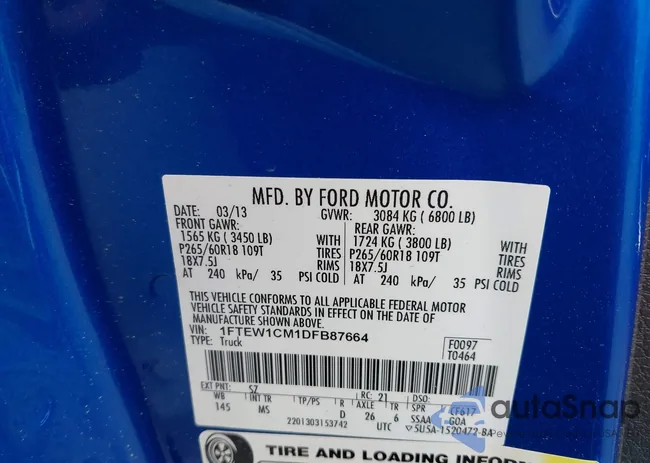 MFD. BY FORD MOTOR CO.
DATE: 03/13 GVWR: 3084 KG ( 6800 LB)
FRONT GAWR: REAR GAWR:
1565 KG ( 3450 LB) WITH 1724 KG ( 3800 LB) WITH
P265/60R18 109T TIRES P265/60R18 109T TIRES
18X7.5J RIMS 18X7.5J RIMS
AT 240 kPa/ 35 PSI COLD AT 240 kPa/ 35 PSI COLD
THIS VEHICLE CONFORMS TO ALL APPLICABLE FEDERAL MOTOR
VEHICLE SAFETY STANDARDS IN EFFECT ON THE DATE OF
MANUFACTURE SHOWN ABOVE.
VIN: 1FTEW1CM1DFB87664 F0097
TYPE: Truck T0464
EXT PNT: SZ RC: 21 DSO:
WB INT TR TP/PS R AXLE TR SPR EF617
145 MS D 26 6 SSAA G0A
2201303153742 UTC 5U5A-1520472-BA
autoSnap
TIRE AND LOADING